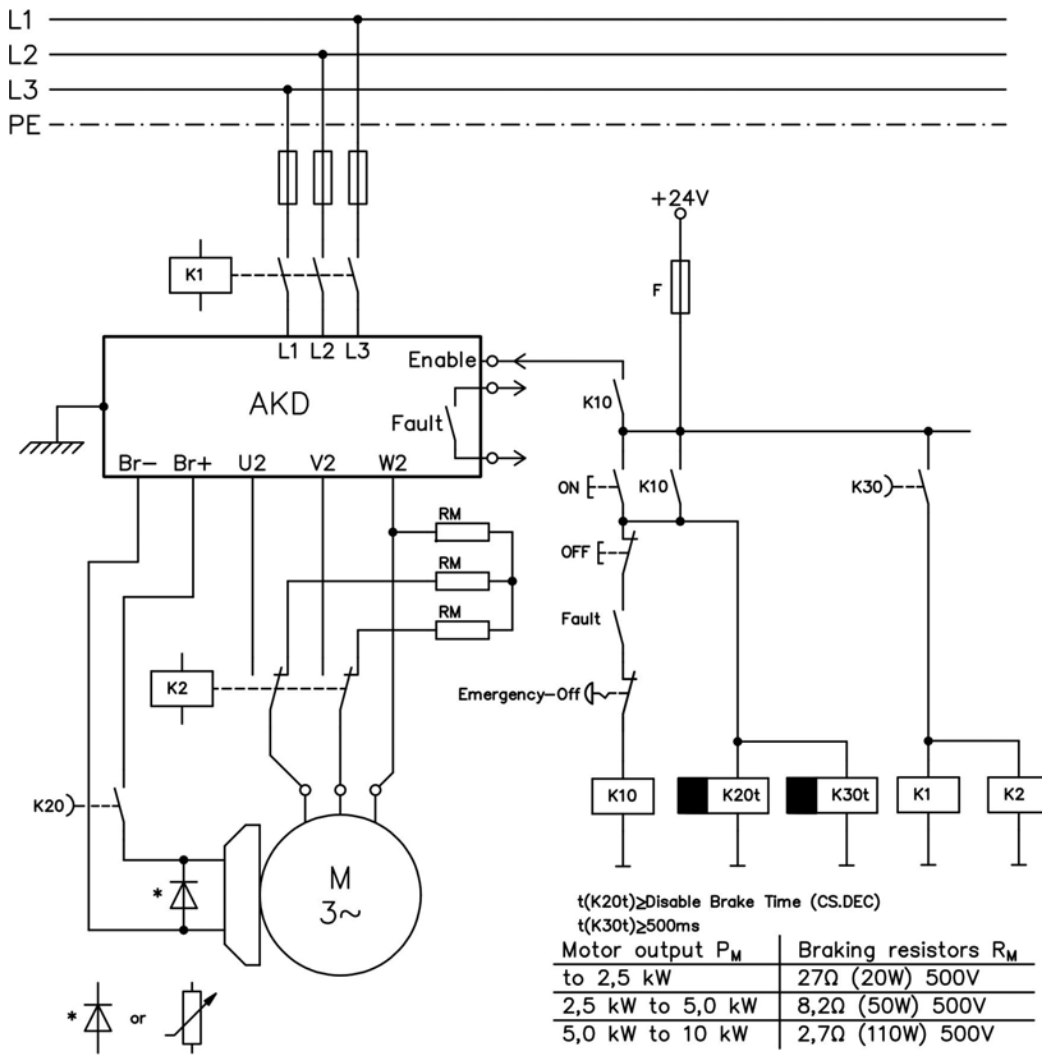 L1
L2
L3
PE
+24V
F
K1
L1 L2 L3
Enable
AKD
Fault
K10
Br- Br+ U2 V2 W2
RM
RM
RM
ON
K10
K30
OFF
Fault
K2
Emergency-Off
K20
K10
K20t
K30t
K1
K2
M
3~
*
t(K20t)≥Disable Brake Time (CS.DEC)
t(K30t)≥500ms
Motor output PM Braking resistors RM
to 2,5 kW 27Ω (20W) 500V
2,5 kW to 5,0 kW 8,2Ω (50W) 500V
5,0 kW to 10 kW 2,7Ω (110W) 500V
* or